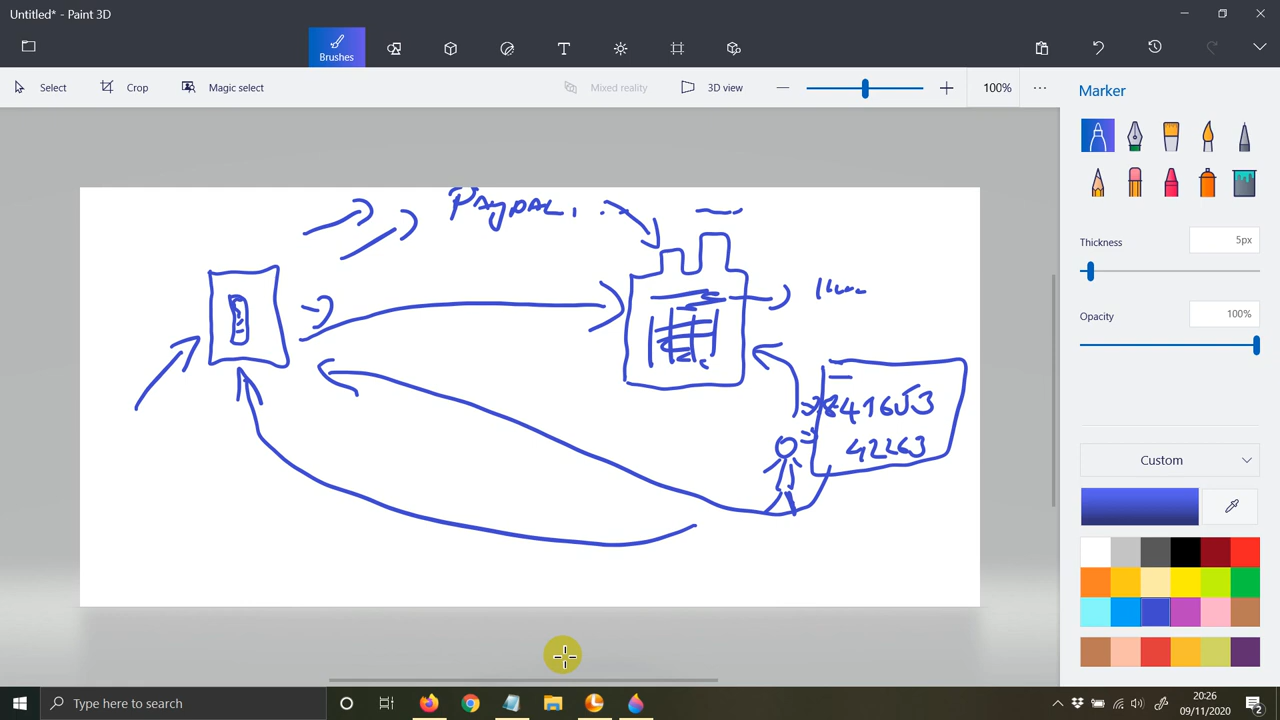 Untitled* - Paint 3D
Brushes
Select
Crop
Magic select
Mixed reality
3D view
100%
Marker
Thickness
5px
Opacity
100%
Custom
PAYPAL.
42263
Type here to search
20:26
09/11/2020
2